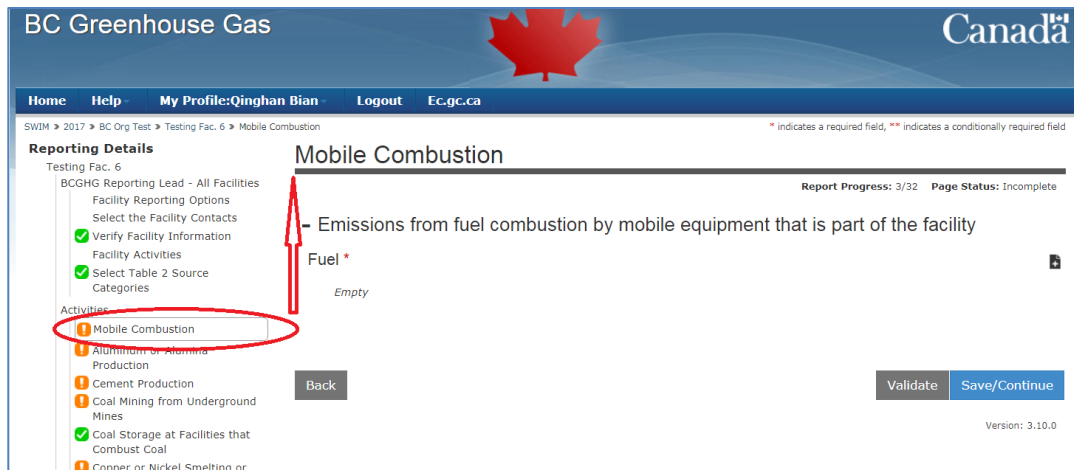 BC Greenhouse Gas
Canada
Home Help My Profile:Qinghan Bian Logout Ec.gc.ca
SWIM » 2017 » BC Org Test » Testing Fac. 6 » Mobile Combustion
* indicates a required field, ** indicates a conditionally required field
Reporting Details
Testing Fac. 6
BCGHG Reporting Lead - All Facilities
Facility Reporting Options
Select the Facility Contacts
Verify Facility Information
Facility Activities
Select Table 2 Source
Categories
Activities
Mobile Combustion
Aluminum or Alumina
Production
Cement Production
Coal Mining from Underground
Mines
Coal Storage at Facilities that
Combust Coal
Copper or Nickel Smelting or
Mobile Combustion
Report Progress: 3/32 Page Status: Incomplete
- Emissions from fuel combustion by mobile equipment that is part of the facility
Fuel *
Empty
Back
Validate Save/Continue
Version: 3.10.0